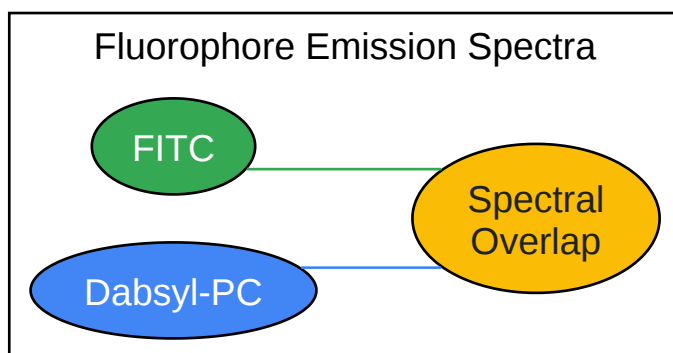 Fluorophore Emission Spectra
FITC
Spectral
Overlap
Dabsyl-PC